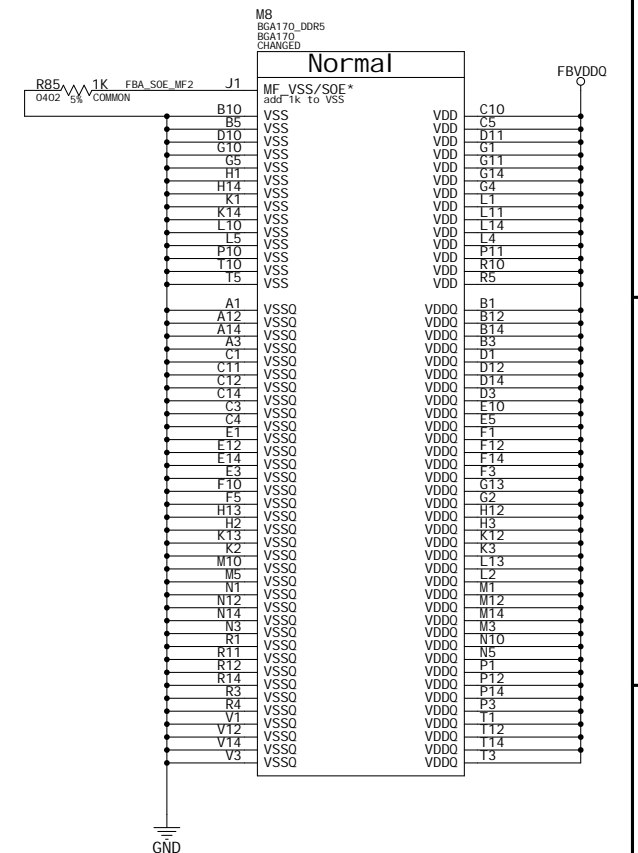 M8
BGA170_DDR5
BGA170
CHANGED
Normal
FBVDDQ
R85 1K FBA_SOE_MF2 J1 MF_VSS/SOE*
0402 5% COMMON add 1k to VSS
B10 VSS VDD C10
B5 VSS VDD C5
D10 VSS VDD D11
G10 VSS VDD G1
G5 VSS VDD G11
H1 VSS VDD G14
H14 VSS VDD G4
K1 VSS VDD L1
K14 VSS VDD L11
L10 VSS VDD L14
L5 VSS VDD L4
P10 VSS VDD P11
T10 VSS VDD R10
T5 VSS VDD R5
A1 VSSQ VDDQ B1
A12 VSSQ VDDQ B12
A14 VSSQ VDDQ B14
A3 VSSQ VDDQ B3
C1 VSSQ VDDQ D1
C11 VSSQ VDDQ D12
C12 VSSQ VDDQ D14
C14 VSSQ VDDQ D3
C3 VSSQ VDDQ E10
C4 VSSQ VDDQ E5
E1 VSSQ VDDQ F1
E12 VSSQ VDDQ F12
E14 VSSQ VDDQ F14
E3 VSSQ VDDQ F3
F10 VSSQ VDDQ G13
F5 VSSQ VDDQ G2
H13 VSSQ VDDQ H12
H2 VSSQ VDDQ H3
K13 VSSQ VDDQ K12
K2 VSSQ VDDQ K3
M10 VSSQ VDDQ L13
M5 VSSQ VDDQ L2
N1 VSSQ VDDQ M1
N12 VSSQ VDDQ M12
N14 VSSQ VDDQ M14
N3 VSSQ VDDQ M3
R1 VSSQ VDDQ N10
R11 VSSQ VDDQ N5
R12 VSSQ VDDQ P1
R14 VSSQ VDDQ P12
R3 VSSQ VDDQ P14
R4 VSSQ VDDQ P3
V1 VSSQ VDDQ T1
V12 VSSQ VDDQ T12
V14 VSSQ VDDQ T14
V3 VSSQ VDDQ T3
GND